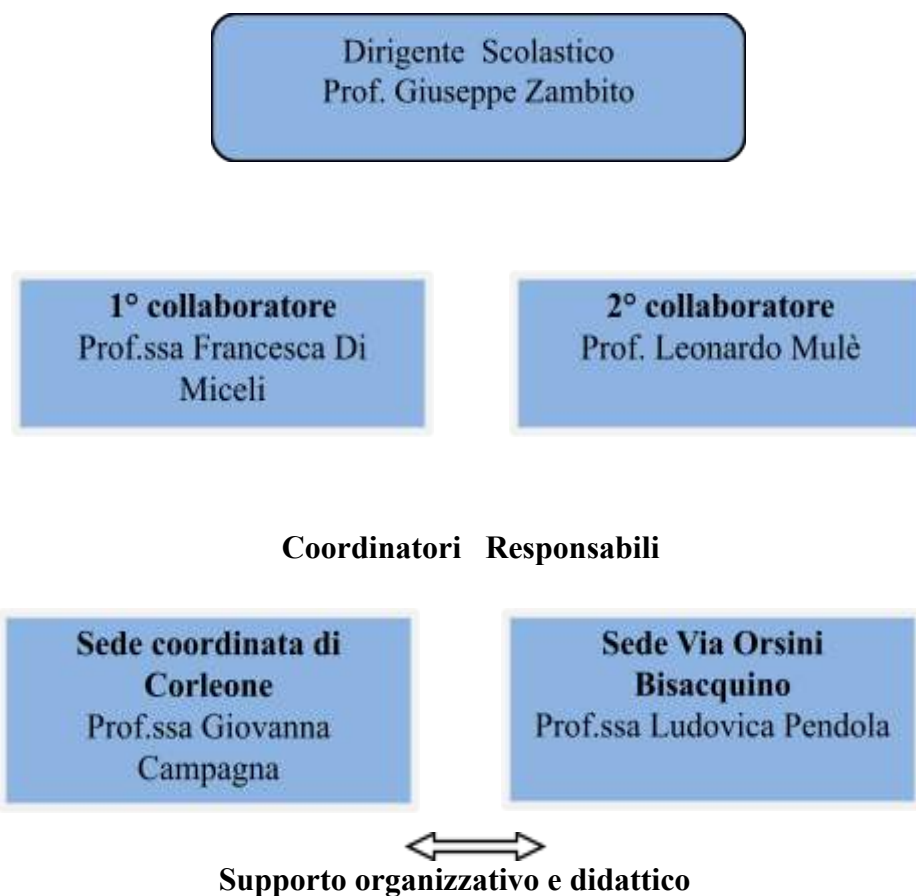 Dirigente Scolastico
Prof. Giuseppe Zambito
1° collaboratore
Prof.ssa Francesca Di
Miceli
2° collaboratore
Prof. Leonardo Mulè
Coordinatori Responsabili
Sede coordinata di
Corleone
Prof.ssa Giovanna
Campagna
Sede Via Orsini
Bisacquino
Prof.ssa Ludovica Pendola
Supporto organizzativo e didattico